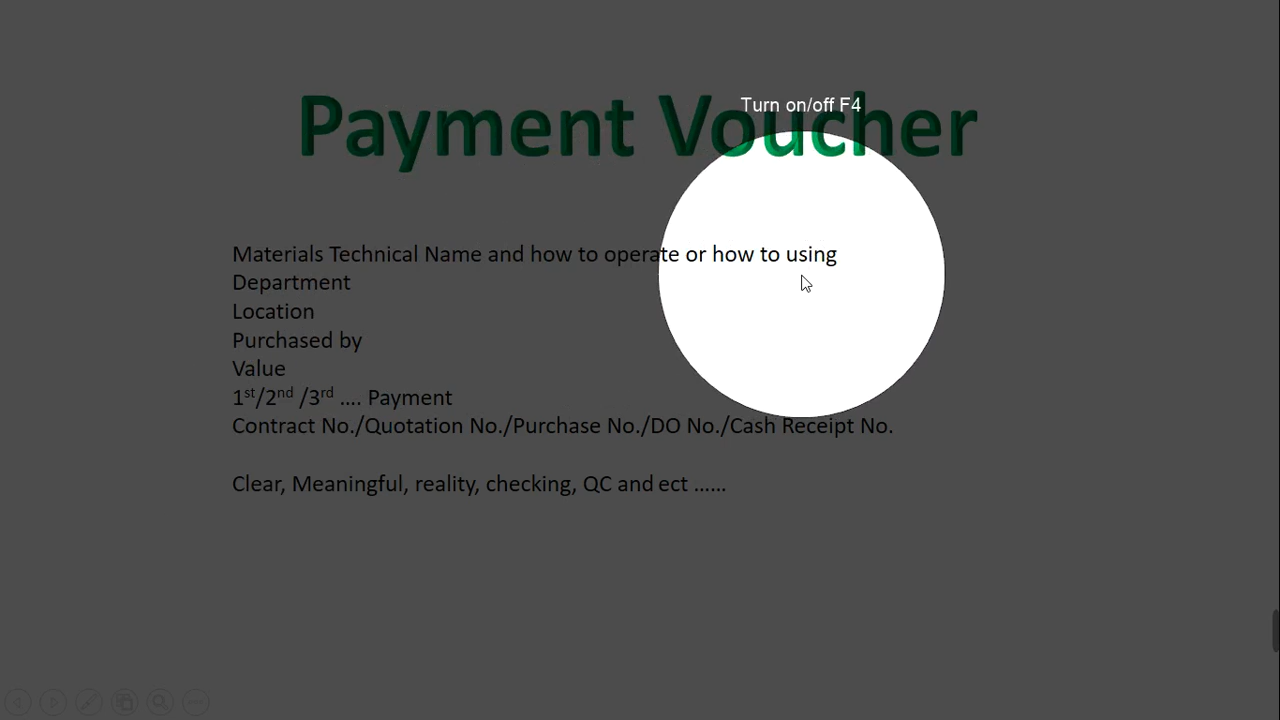 Turn on/off F4
Payment Voucher
Materials Technical Name and how to operate or how to using
Department
Location
Purchased by
Value
1st/2nd /3rd .... Payment
Contract No./Quotation No./Purchase No./DO No./Cash Receipt No.
Clear, Meaningful, reality, checking, QC and ect ......